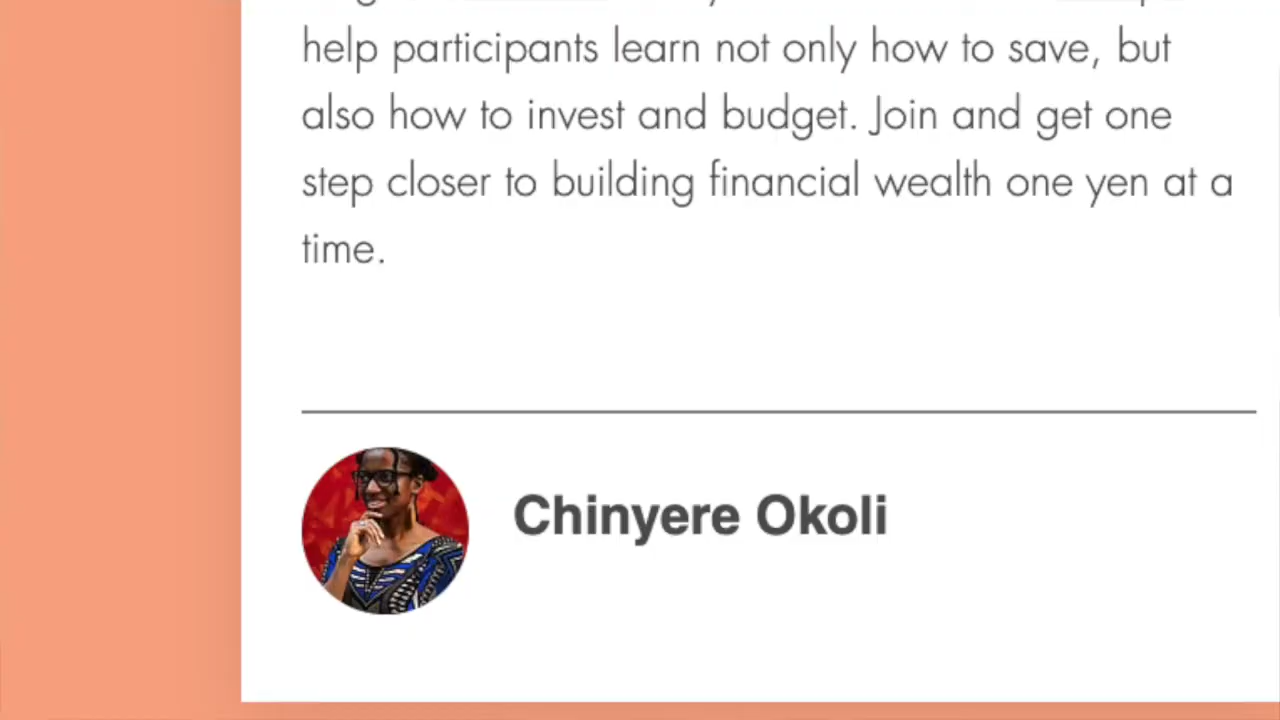 help participants learn not only how to save, but
also how to invest and budget. Join and get one
step closer to building financial wealth one yen at a
time.
Chinyere Okoli